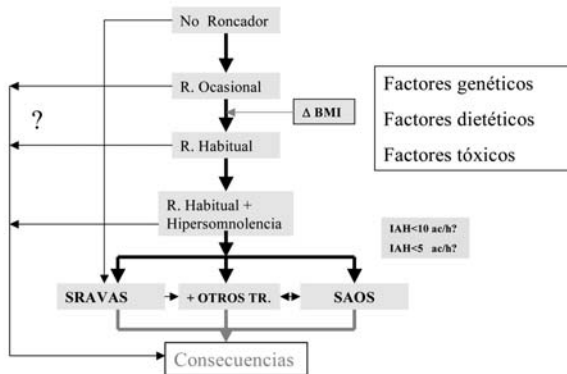 No Roncador
R. Ocasional
?
Δ BMI
Factores genéticos
Factores dietéticos
Factores tóxicos
R. Habitual
R. Habitual +
Hipersomnolencia
IAH<10 ac/h?
IAH<5 ac/h?
SRAVAS
+ OTROS TR.
SAOS
Consecuencias